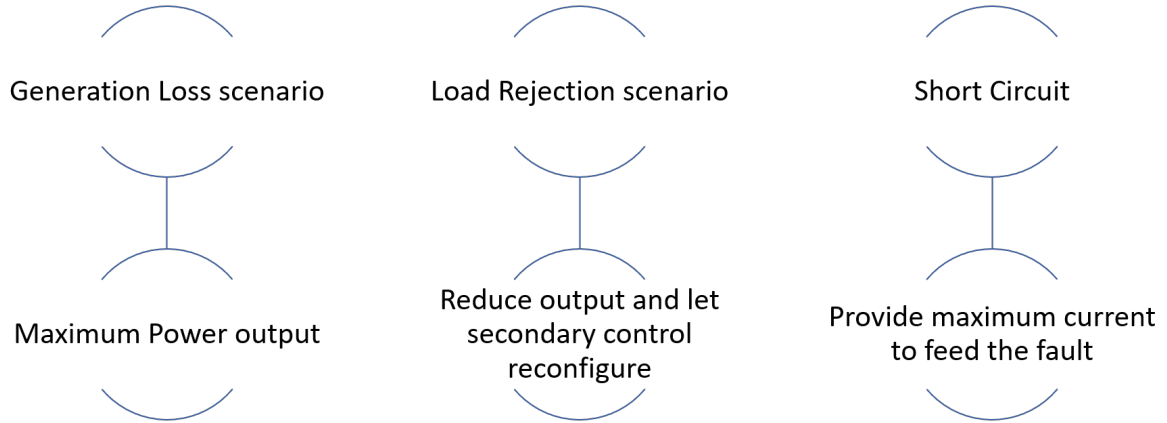 Generation Loss scenario
Load Rejection scenario
Short Circuit
Maximum Power output
Reduce output and let
secondary control
reconfigure
Provide maximum current
to feed the fault